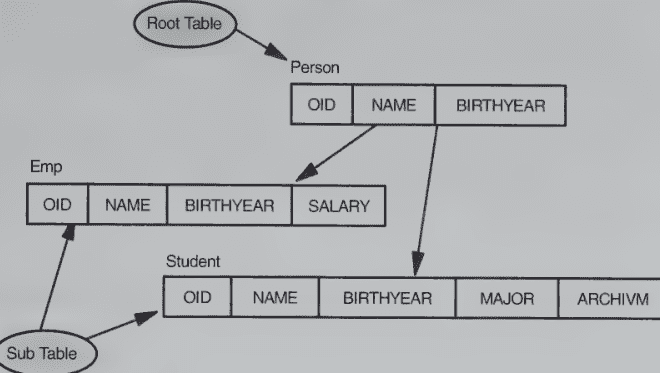 Root Table
Person
OID NAME BIRTHYEAR
Emp
OID NAME BIRTHYEAR SALARY
Student
OID NAME BIRTHYEAR MAJOR ARCHIVM
Sub Table